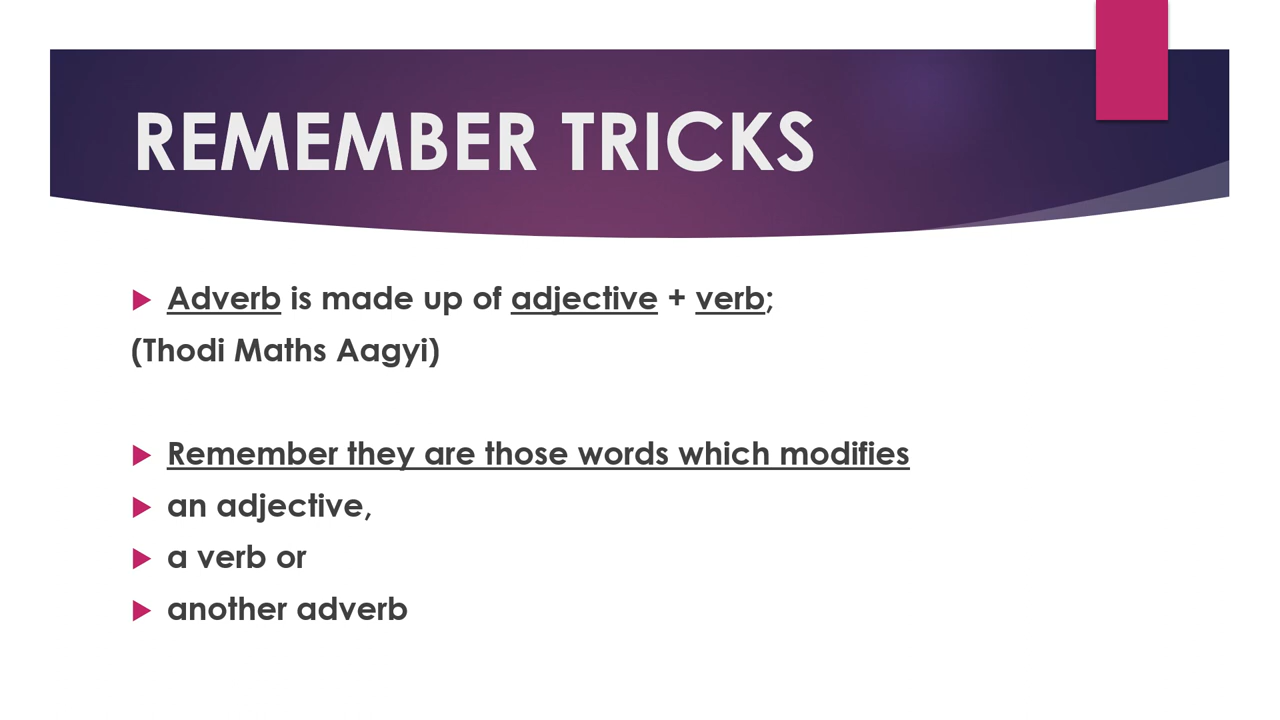 REMEMBER TRICKS
Adverb is made up of adjective + verb;
(Thodi Maths Aagyi)
Remember they are those words which modifies
an adjective,
a verb or
another adverb